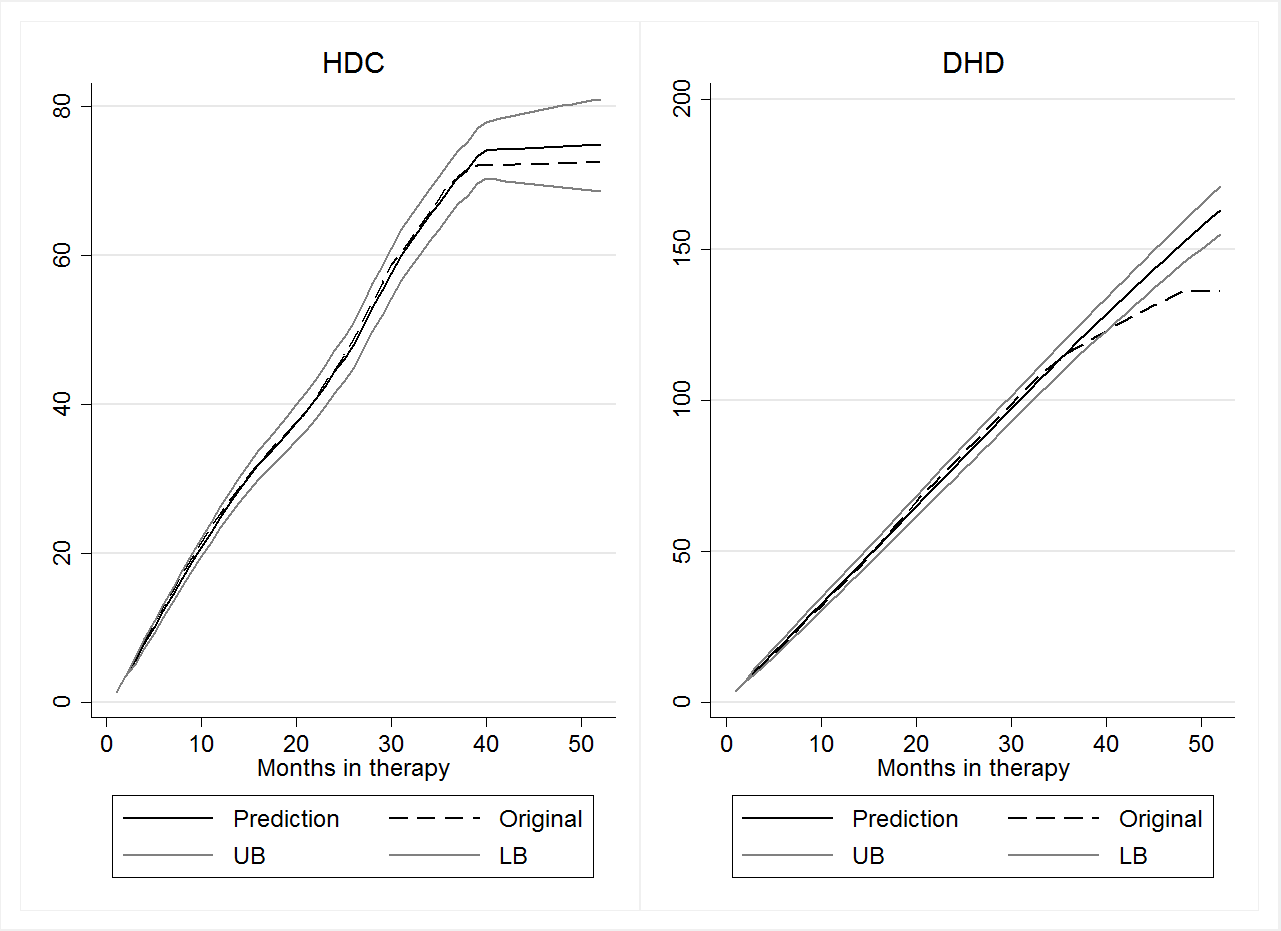 HDC
80
60
40
20
0
0 10 20 30 40 50
Months in therapy
Prediction Original
UB LB
DHD
200
150
100
50
0
0 10 20 30 40 50
Months in therapy
Prediction Original
UB LB